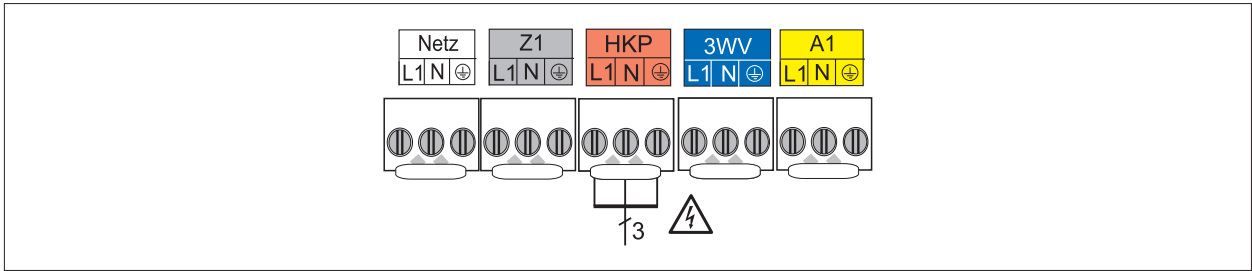 Netz Z1 HKP 3WV A1
L1 N ⏚ L1 N ⏚ L1 N ⏚ L1 N ⏚ L1 N ⏚
3